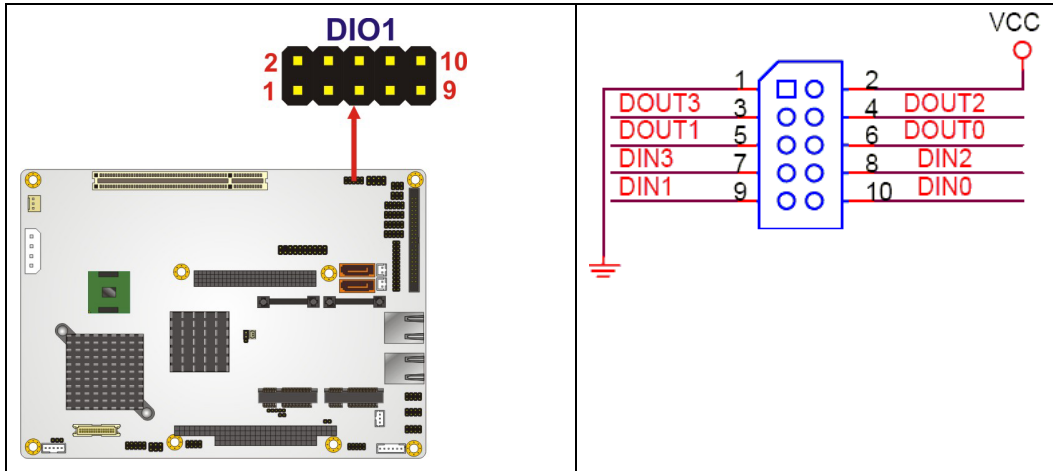 DIO1
2 10
1 9
VCC
1 2
DOUT3 3 4 DOUT2
DOUT1 5 6 DOUT0
DIN3 7 8 DIN2
DIN1 9 10 DIN0